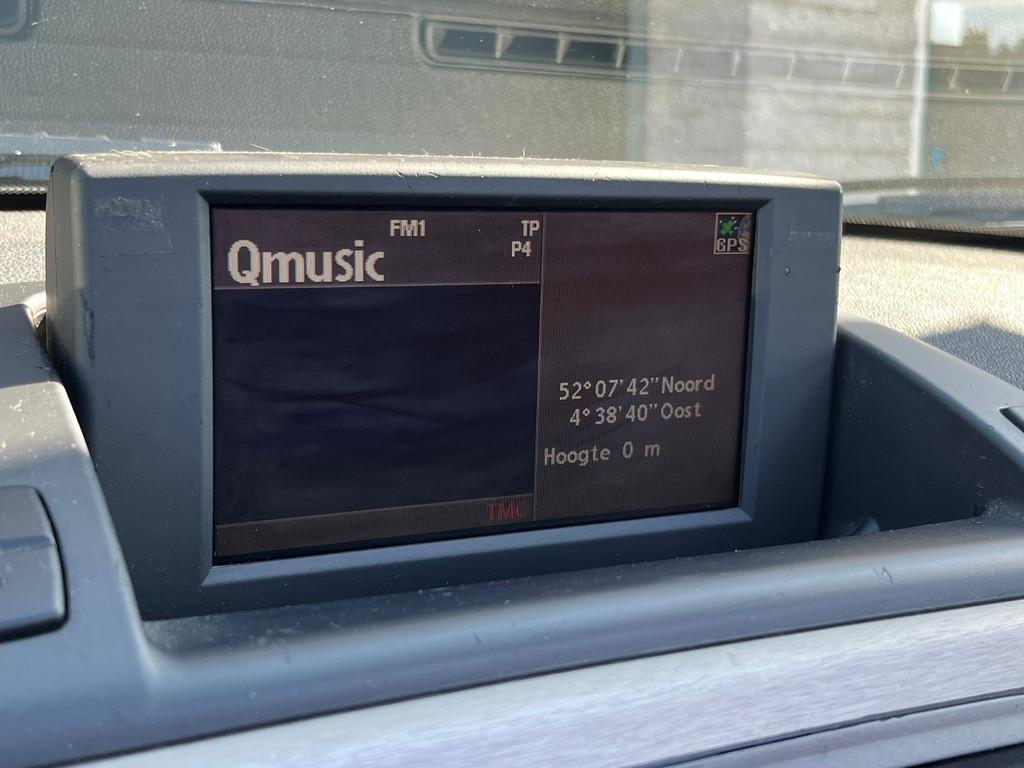 FM1
TP
P4
Qmusic
GPS
52°07'42"Noord
4°38'40"Oost
Hoogte 0 m
TMC